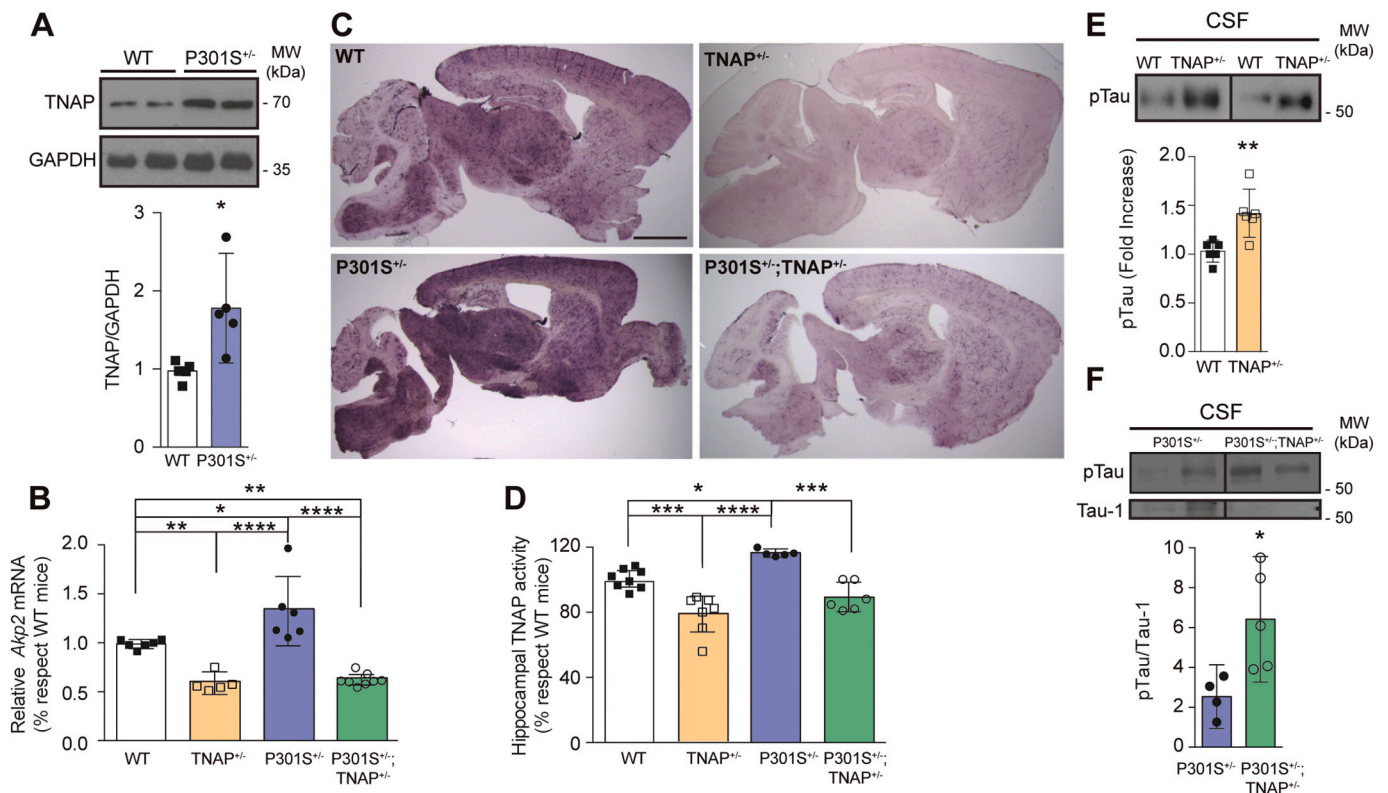 A
WT P301S+/- MW
(kDa)
TNAP
- 70
GAPDH
- 35
*
3
2
1
0
TNAP/GAPDH
WT P301S+/-
B
**
*
****
**
****
2.0
1.5
1.0
0.5
0.0
Relative Akp2 mRNA
(% respect WT mice)
WT
TNAP+/-
P301S+/-
P301S+/-;
TNAP+/-
C
WT
TNAP+/-
P301S+/-
P301S+/-;TNAP+/-
D
*
***
***
****
120
80
40
0
Hippocampal TNAP activity
(% respect WT mice)
WT
TNAP+/-
P301S+/-
P301S+/-;
TNAP+/-
E
CSF
MW
(kDa)
WT TNAP+/- WT TNAP+/-
pTau
- 50
**
2.0
1.5
1.0
0.5
0.0
pTau (Fold Increase)
WT TNAP+/-
F
CSF
MW
(kDa)
P301S+/- P301S+/-;TNAP+/-
pTau
- 50
Tau-1
- 50
*
10
8
6
4
2
0
pTau/Tau-1
P301S+/- P301S+/-;
TNAP+/-